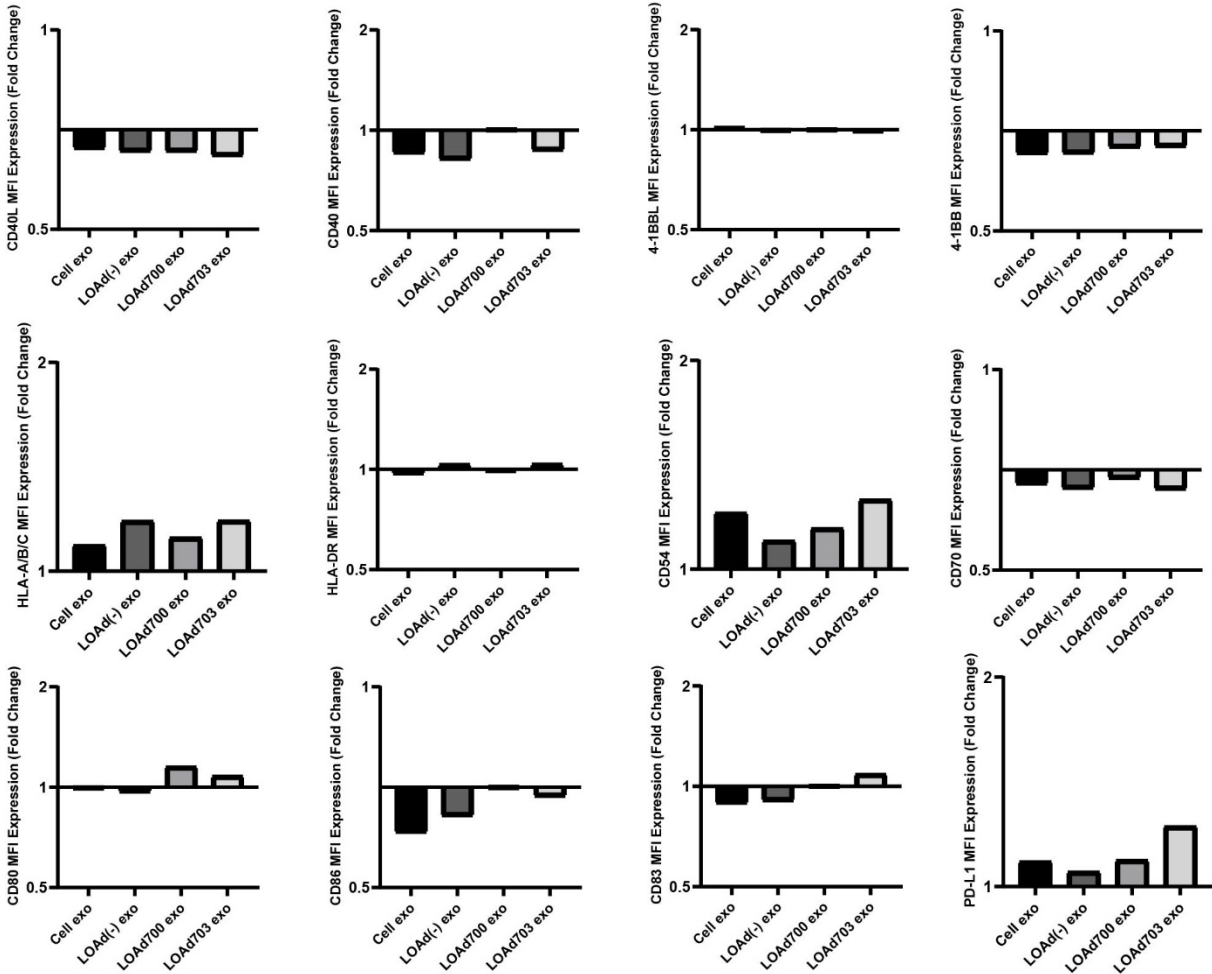 CD40L MFI Expression (Fold Change)
1
0.5
Cell exo
LOAd(-) exo
LOAd700 exo
LOAd703 exo
CD40 MFI Expression (Fold Change)
2
1
0.5
Cell exo
LOAd(-) exo
LOAd700 exo
LOAd703 exo
4-1BBL MFI Expression (Fold Change)
2
1
0.5
Cell exo
LOAd(-) exo
LOAd700 exo
LOAd703 exo
4-1BB MFI Expression (Fold Change)
1
0.5
Cell exo
LOAd(-) exo
LOAd700 exo
LOAd703 exo
HLA-A/B/C MFI Expression (Fold Change)
2
1
Cell exo
LOAd(-) exo
LOAd700 exo
LOAd703 exo
HLA-DR MFI Expression (Fold Change)
2
1
0.5
Cell exo
LOAd(-) exo
LOAd700 exo
LOAd703 exo
CD54 MFI Expression (Fold Change)
2
1
Cell exo
LOAd(-) exo
LOAd700 exo
LOAd703 exo
CD70 MFI Expression (Fold Change)
1
0.5
Cell exo
LOAd(-) exo
LOAd700 exo
LOAd703 exo
CD80 MFI Expression (Fold Change)
2
1
0.5
Cell exo
LOAd(-) exo
LOAd700 exo
LOAd703 exo
CD86 MFI Expression (Fold Change)
1
0.5
Cell exo
LOAd(-) exo
LOAd700 exo
LOAd703 exo
CD83 MFI Expression (Fold Change)
2
1
0.5
Cell exo
LOAd(-) exo
LOAd700 exo
LOAd703 exo
PD-L1 MFI Expression (Fold Change)
2
1
Cell exo
LOAd(-) exo
LOAd700 exo
LOAd703 exo